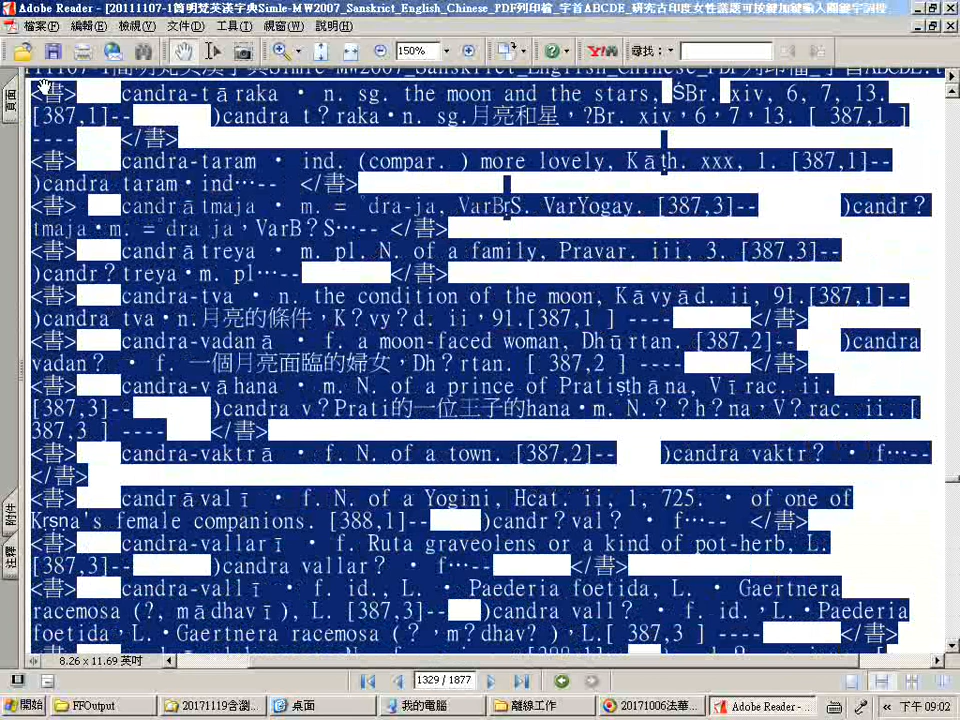 Adobe Reader - [20111107-1簡明梵英漢字典Simle-MW2007_Sanskrit_English_Chinese_PDF列印檔_字首ABCDE_研究古印度女性議題可按鍵加鍵輸入關鍵字詞搜
檔案(F) 編輯(E) 檢視(V) 文件(D) 工具(T) 視窗(W) 說明(H)
150% 尋找：
頁面
<書> candra-tāraka • n. sg. the moon and the stars, ŚBr. xiv, 6, 7, 13.
[387,1]-- )candra t?raka•n. sg.月亮和星，?Br. xiv，6，7，13. [ 387,1 ]
---- </書>
<書> candra-taram • ind. (compar. ) more lovely, Kāṭh. xxx, 1. [387,1]--
)candra taram•ind…-- </書>
<書> candrātmaja • m. = °dra-ja, VarBṛS. VarYogay. [387,3]-- )candr?
tmaja•m. =°dra ja，VarB?S…-- </書>
<書> candrātreya • m. pl. N. of a family, Pravar. iii, 3. [387,3]--
)candr?treya•m. pl…-- </書>
<書> candra-tva • n. the condition of the moon, Kāvyād. ii, 91.[387,1]--
)candra tva•n.月亮的條件，K?vy?d. ii，91.[387,1 ] ---- </書>
<書> candra-vadanā • f. a moon-faced woman, Dhūrtan. [387,2]-- )candra
vadan? • f. 一個月亮面臨的婦女，Dh?rtan. [ 387,2 ] ---- </書>
<書> candra-vāhana • m. N. of a prince of Pratiṣṭhāna, Vīrac. ii.
[387,3]-- )candra v?Prati的一位王子的hana•m. N.??h?na，V?rac. ii. [
387,3 ] ---- </書>
<書> candra-vaktrā • f. N. of a town. [387,2]-- )candra vaktr? • f…--
</書>
<書> candrāvalī • f. N. of a Yogini, Hcat. ii, 1, 725. • of one of
Kṛṣṇa's female companions. [388,1]-- )candr?val? • f…-- </書>
<書> candra-vallarī • f. Ruta graveolens or a kind of pot-herb, L.
[387,3]-- )candra vallar? • f…-- </書>
<書> candra-vallī • f. id., L. • Paederia foetida, L. • Gaertnera
racemosa (?, mādhavī), L. [387,3]-- )candra vall? • f. id.，L.•Paederia
foetida，L.•Gaertnera racemosa (?，m?dhav?)，L.[ 387,3 ] ---- </書>
附件
註釋
8.26 x 11.69 英吋
1329 / 1877
開始 FFOutput 20171119含瀏... 桌面 我的電腦 離線工作 20171006法華... Adobe Reader - [... 下午 09:02